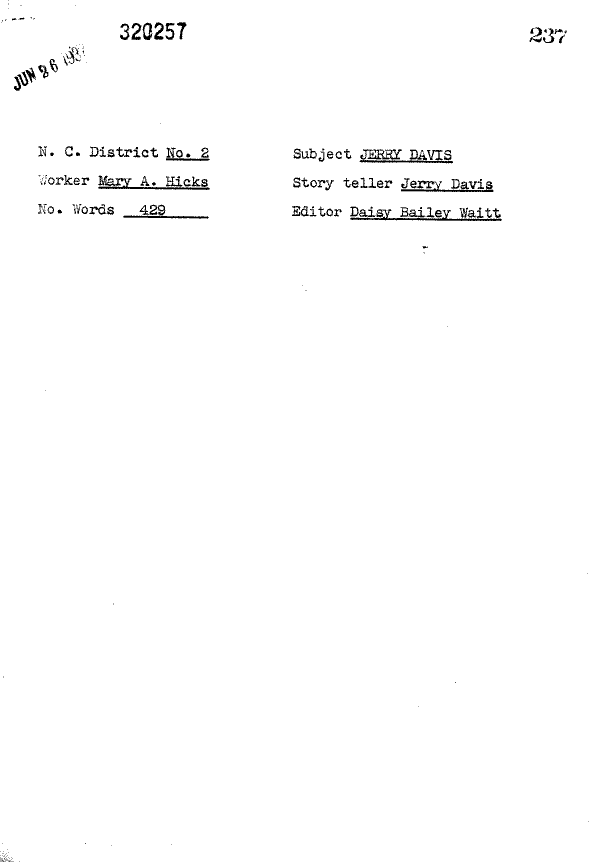 320257
237
JUN 26 193
N. C. District No. 2
Worker Mary A. Hicks
No. Words 429
Subject JERRY DAVIS
Story teller Jerry Davis
Editor Daisy Bailey Waitt